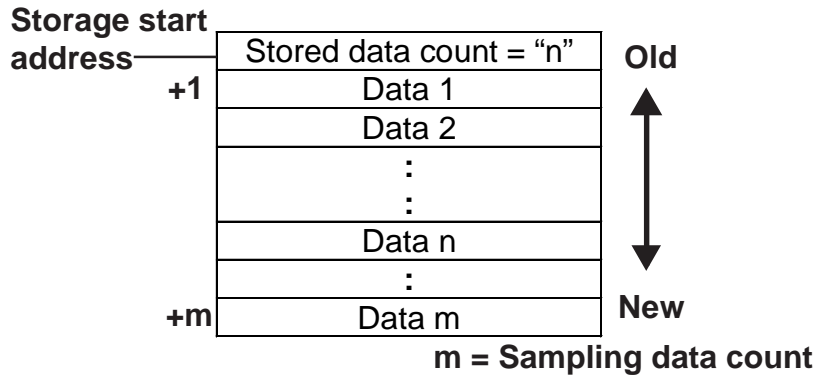 Storage start
address
Stored data count = “n”
Old
+1
Data 1
Data 2
:
:
Data n
:
+m
Data m
New
m = Sampling data count